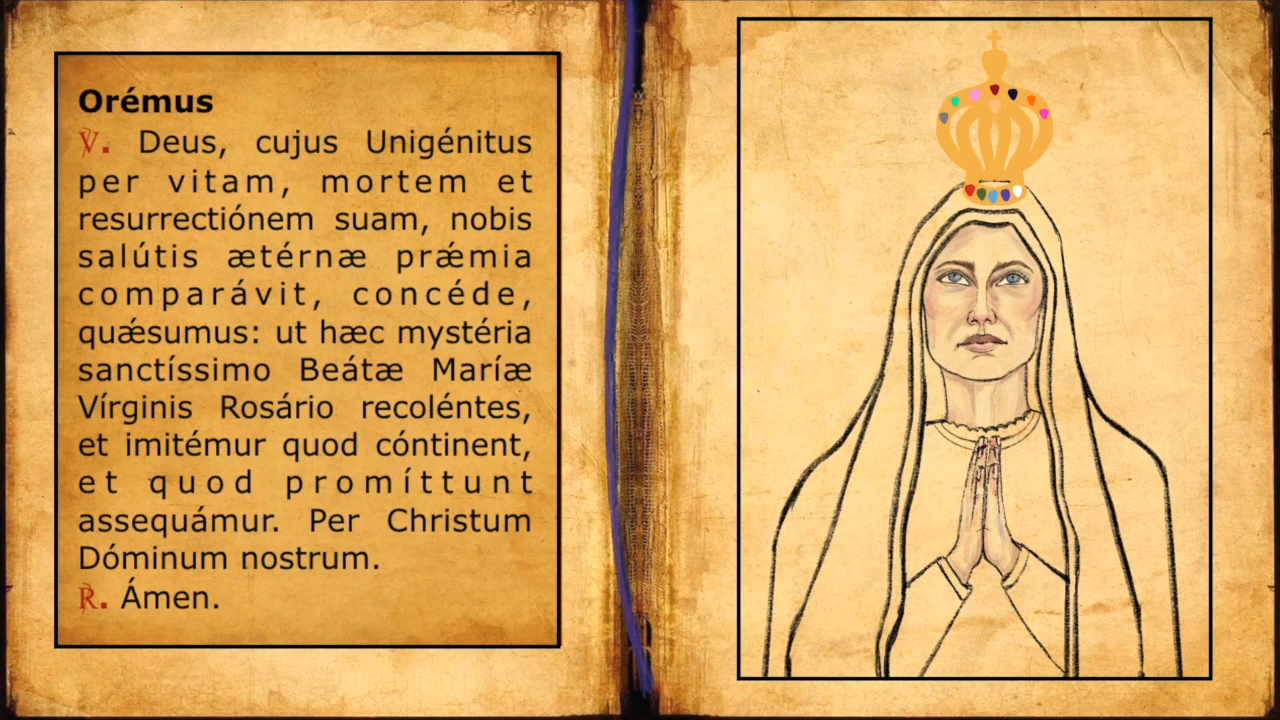 Orémus
℣. Deus, cujus Unigénitus
per vitam, mortem et
resurrectiónem suam, nobis
salútis ætérnæ prǽmia
comparávit, concéde,
quǽsumus: ut hæc mystéria
sanctíssimo Beátæ Maríæ
Vírginis Rosário recoléntes,
et imitémur quod cóntinent,
et quod promíttunt
assequámur. Per Christum
Dóminum nostrum.
℟. Ámen.